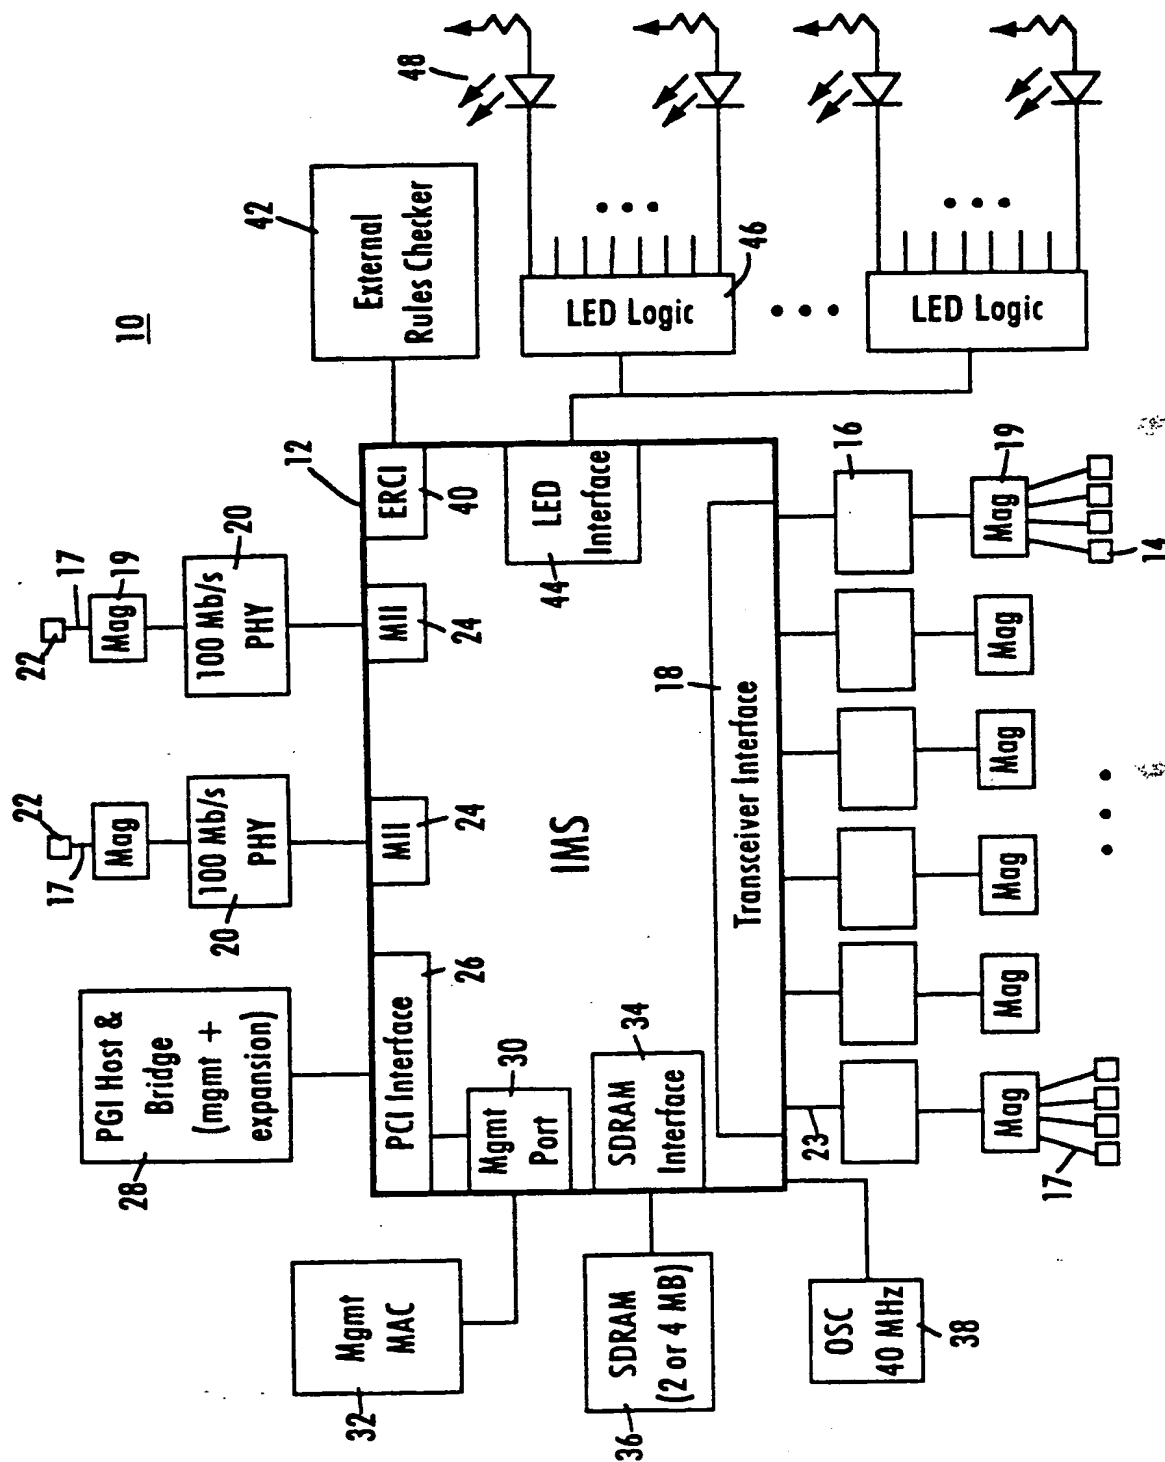 10
22
17
Mag
19
100 Mb/s
PHY
20
MII
24
22
17
Mag
100 Mb/s
PHY
20
MII
24
PGI Host &
Bridge
(mgmt +
expansion)
28
PCI Interface
26
12
ERCI
40
External
Rules Checker
42
Mgmt
MAC
32
Mgmt
Port
30
SDRAM
(2 or 4 MB)
36
SDRAM
Interface
34
IMS
LED
Interface
44
LED Logic
46
48
LED Logic
OSC
40 MHz
38
Transceiver Interface
18
23
16
Mag
17
Mag
Mag
Mag
Mag
Mag
19
14